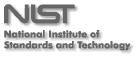 NIST
National Institute of
Standards and Technology